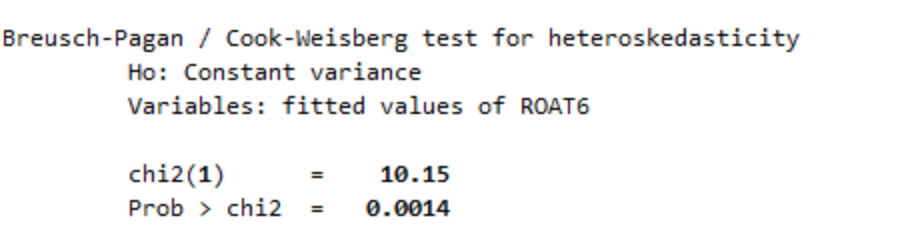 Breusch-Pagan / Cook-Weisberg test for heteroskedasticity
Ho: Constant variance
Variables: fitted values of ROAT6
chi2(1) = 10.15
Prob > chi2 = 0.0014